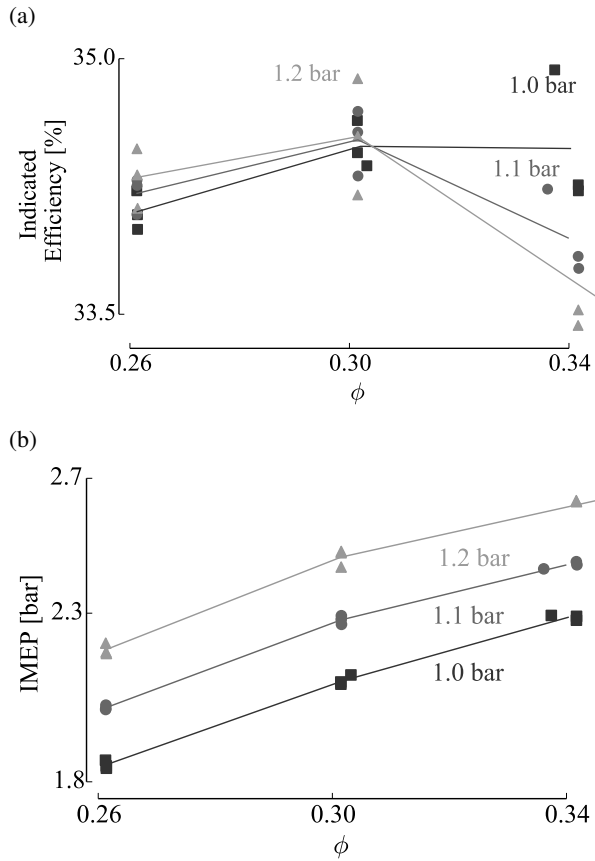 (a)
35.0
1.2 bar
1.0 bar
Indicated
Efficiency [%]
1.1 bar
33.5
0.26
0.30
0.34
ϕ
(b)
2.7
1.2 bar
IMEP [bar]
2.3
1.1 bar
1.0 bar
1.8
0.26
0.30
0.34
ϕ